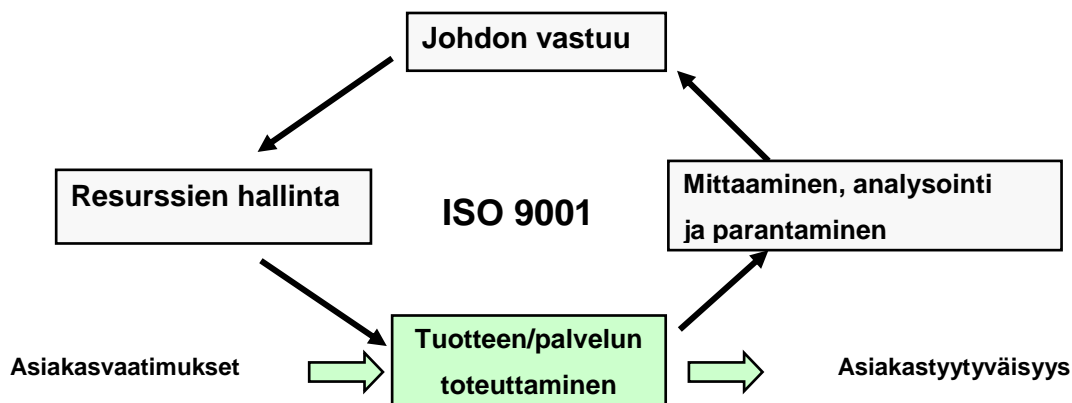 Johdon vastuu
Resurssien hallinta
ISO 9001
Mittaaminen, analysointi
ja parantaminen
Asiakasvaatimukset
Tuotteen/palvelun
toteuttaminen
Asiakastyytyväisyys